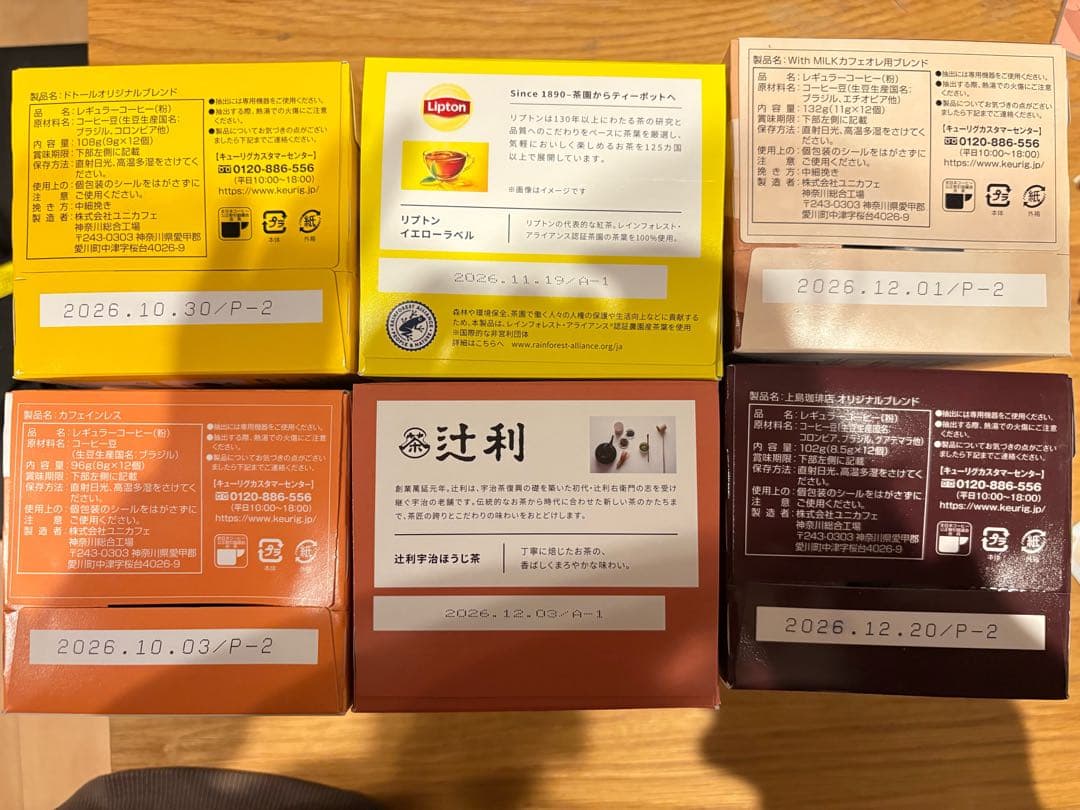 製品名：ドトールオリジナルブレンド
品　　名：レギュラーコーヒー(粉)
原材料名：コーヒー豆(生豆生産国名：
ブラジル、コロンビア他)
内 容 量：108g(9g×12個)
賞味期限：下部左側に記載
保存方法：直射日光、高温多湿をさけてく
ださい。
使用上の：個包装のシールをはがさずに
注　　意　ご使用ください。
挽 き 方：中細挽き
製 造 者：株式会社ユニカフェ
神奈川総合工場
〒243-0303 神奈川県愛甲郡
愛川町中津字桜台4026-9
●抽出には専用機器をご使用ください。
●抽出する際、熱湯での火傷にご注意
ください。
●製品についてお気づきの点がござい
ましたら下記までご連絡ください。
【キューリグカスタマーセンター】
0120-886-556
(平日10:00～18:00)
https://www.keurig.jp/
プラ
本体
紙
外箱
2026.10.30/P-2
Lipton
Since 1890–茶園からティーポットへ
リプトンは130年以上にわたる茶の研究と
品質へのこだわりをベースに茶葉を厳選し、
気軽においしく楽しめるお茶を125カ国
以上で展開しています。
※画像はイメージです
リプトン
イエローラベル
リプトンの代表的な紅茶。レインフォレスト・
アライアンス認証茶園の茶葉を100%使用。
2026.11.19/A-1
RAINFOREST ALLIANCE
PEOPLE & NATURE
森林や環境保全、茶園で働く人々の人権の保護や生活向上などに貢献する
ため、本製品は、レインフォレスト・アライアンス®認証農園産茶葉を使用
※国際的な非営利団体
詳細はこちらへ　www.rainforest-alliance.org/ja
製品名：With MILKカフェオレ用ブレンド
品　　名：レギュラーコーヒー(粉)
原材料名：コーヒー豆(生豆生産国名：
ブラジル、エチオピア他)
内 容 量：132g(11g×12個)
賞味期限：下部左側に記載
保存方法：直射日光、高温多湿をさけてく
ださい。
使用上の：個包装のシールをはがさずに
注　　意　ご使用ください。
挽 き 方：中細挽き
製 造 者：株式会社ユニカフェ
神奈川総合工場
〒243-0303 神奈川県愛甲郡
愛川町中津字桜台4026-9
●抽出には専用機器をご使用ください。
●抽出する際、熱湯での火傷にご注意
ください。
●製品についてお気づきの点がござい
ましたら下記までご連絡ください。
【キューリグカスタマーセンター】
0120-886-556
(平日10:00～18:00)
https://www.keurig.jp/
プラ
本体
紙
外箱
2026.12.01/P-2
製品名：カフェインレス
品　　名：レギュラーコーヒー(粉)
原材料名：コーヒー豆
(生豆生産国名：ブラジル)
内 容 量：96g(8g×12個)
賞味期限：下部左側に記載
保存方法：直射日光、高温多湿をさけてく
ださい。
使用上の：個包装のシールをはがさずに
注　　意　ご使用ください。
製 造 者：株式会社ユニカフェ
神奈川総合工場
〒243-0303 神奈川県愛甲郡
愛川町中津字桜台4026-9
●抽出には専用機器をご使用ください。
●抽出する際、熱湯での火傷にご注意
ください。
●製品についてお気づきの点がござい
ましたら下記までご連絡ください。
【キューリグカスタマーセンター】
0120-886-556
(平日10:00～18:00)
https://www.keurig.jp/
プラ
本体
紙
外箱
2026.10.03/P-2
茶 辻利
創業萬延元年。辻利は、宇治茶復興の礎を築いた初代・辻利右衛門の志を受け
継ぐ宇治の老舗です。伝統的なお茶から時代に合わせた新しい茶のかたちま
で、茶匠の誇りとこだわりの味わいをおとどけします。
辻利宇治ほうじ茶
丁寧に焙じたお茶の、
香ばしくまろやかな味わい。
2026.12.03/A-1
製品名：上島珈琲店 オリジナルブレンド
品　　名：レギュラーコーヒー(粉)
原材料名：コーヒー豆(生豆生産国名：
コロンビア、ブラジル、グアテマラ他)
内 容 量：102g(8.5g×12個)
賞味期限：下部左側に記載
保存方法：直射日光、高温多湿をさけてく
ださい。
使用上の：個包装のシールをはがさずに
注　　意　ご使用ください。
挽 き 方：中細挽き
製 造 者：株式会社ユニカフェ
神奈川総合工場
〒243-0303 神奈川県愛甲郡
愛川町中津字桜台4026-9
●抽出には専用機器をご使用ください。
●抽出する際、熱湯での火傷にご注意
ください。
●製品についてお気づきの点がござい
ましたら下記までご連絡ください。
【キューリグカスタマーセンター】
0120-886-556
(平日10:00～18:00)
https://www.keurig.jp/
プラ
本体
紙
外箱
2026.12.20/P-2